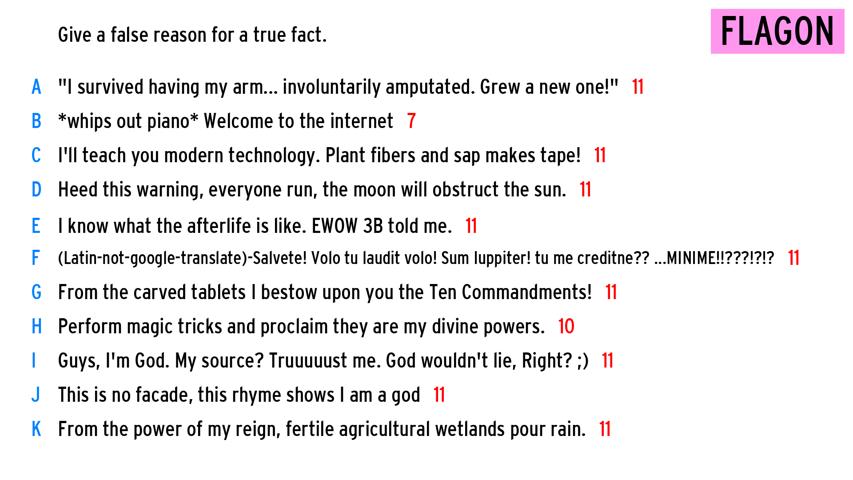 Give a false reason for a true fact.
FLAGON
A "I survived having my arm... involuntarily amputated. Grew a new one!" 11
B *whips out piano* Welcome to the internet 7
C I'll teach you modern technology. Plant fibers and sap makes tape! 11
D Heed this warning, everyone run, the moon will obstruct the sun. 11
E I know what the afterlife is like. EWOW 3B told me. 11
F (Latin-not-google-translate)-Salvete! Volo tu laudit volo! Sum Iuppiter! tu me creditne?? ...MINIME!!???!?!? 11
G From the carved tablets I bestow upon you the Ten Commandments! 11
H Perform magic tricks and proclaim they are my divine powers. 10
I Guys, I'm God. My source? Truuuuust me. God wouldn't lie, Right? ;) 11
J This is no facade, this rhyme shows I am a god 11
K From the power of my reign, fertile agricultural wetlands pour rain. 11